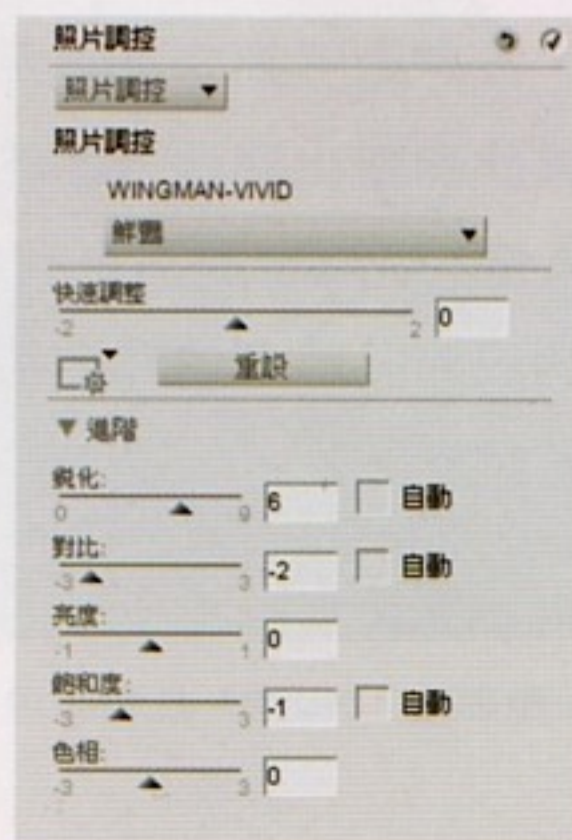 照片調控
照片調控
照片調控
WINGMAN-VIVID
鮮豔
快速調整
-2 2 0
重設
進階
銳化:
0 9 6 自動
對比:
-3 3 -2 自動
亮度:
-1 1 0
飽和度:
-3 3 -1 自動
色相:
-3 3 0